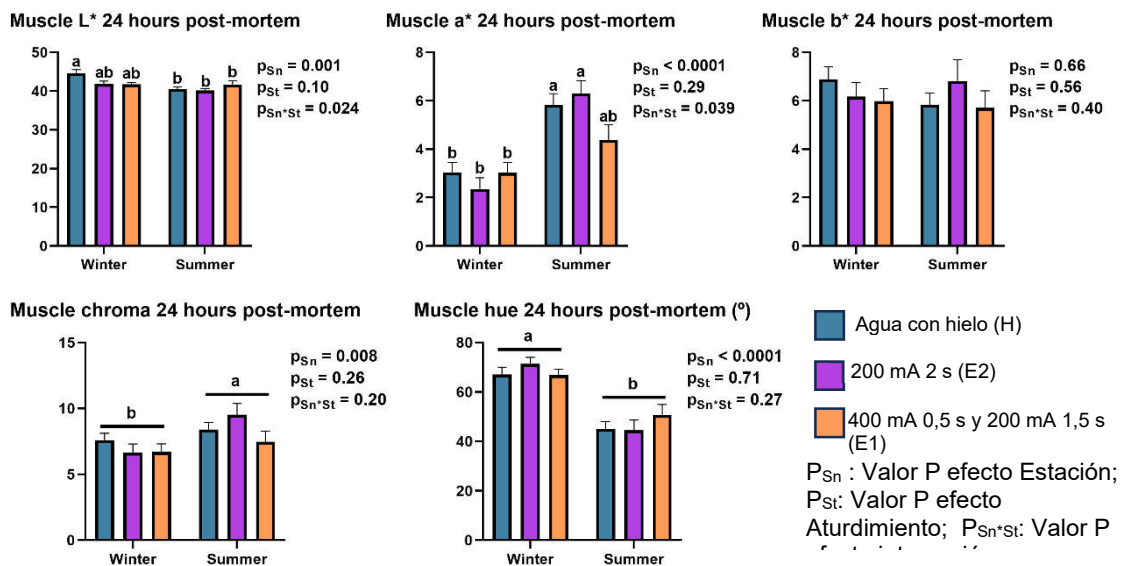 Muscle L* 24 hours post-mortem
50
40
30
20
10
0
a
ab
ab
b
b
b
Winter
Summer
pSn = 0.001
pSt = 0.10
pSn*St = 0.024
Muscle a* 24 hours post-mortem
8
6
4
2
0
b
b
b
a
a
ab
Winter
Summer
pSn < 0.0001
pSt = 0.29
pSn*St = 0.039
Muscle b* 24 hours post-mortem
8
6
4
2
0
Winter
Summer
pSn = 0.66
pSt = 0.56
pSn*St = 0.40
Muscle chroma 24 hours post-mortem
15
10
5
0
b
a
Winter
Summer
pSn = 0.008
pSt = 0.26
pSn*St = 0.20
Muscle hue 24 hours post-mortem (º)
80
60
40
20
0
a
b
Winter
Summer
pSn < 0.0001
pSt = 0.71
pSn*St = 0.27
Agua con hielo (H)
200 mA 2 s (E2)
400 mA 0,5 s y 200 mA 1,5 s
(E1)
PSn : Valor P efecto Estación;
PSt: Valor P efecto
Aturdimiento; PSn*St: Valor P